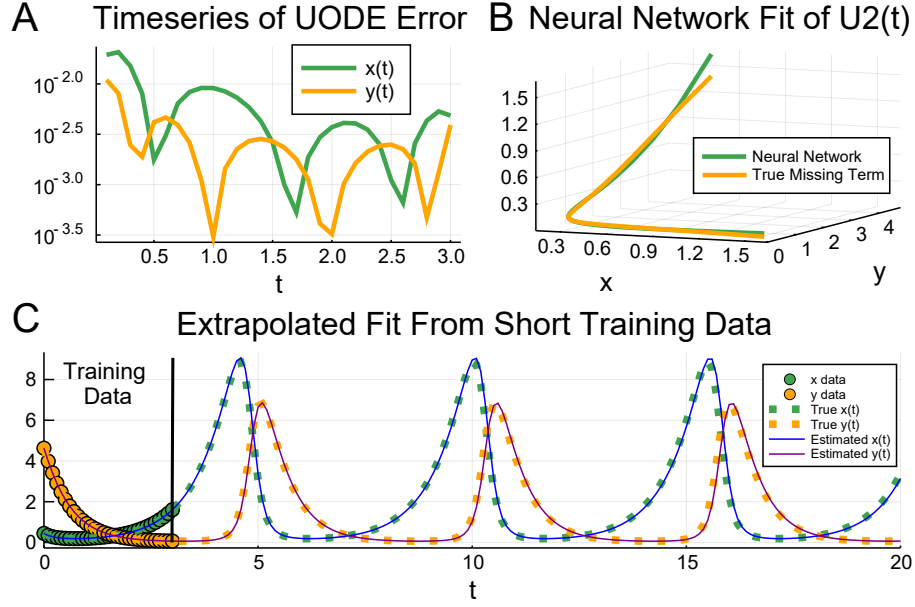 A
Timeseries of UODE Error
10^-2.0
10^-2.5
10^-3.0
10^-3.5
x(t)
y(t)
0.5
1.0
1.5
2.0
2.5
3.0
t
B
Neural Network Fit of U2(t)
1.5
1.2
0.9
0.6
0.3
Neural Network
True Missing Term
0.3
0.6
0.9
1.2
1.5
x
0
1
2
3
4
y
C
Extrapolated Fit From Short Training Data
Training
Data
8
6
4
2
0
x data
y data
True x(t)
True y(t)
Estimated x(t)
Estimated y(t)
0
5
10
15
20
t